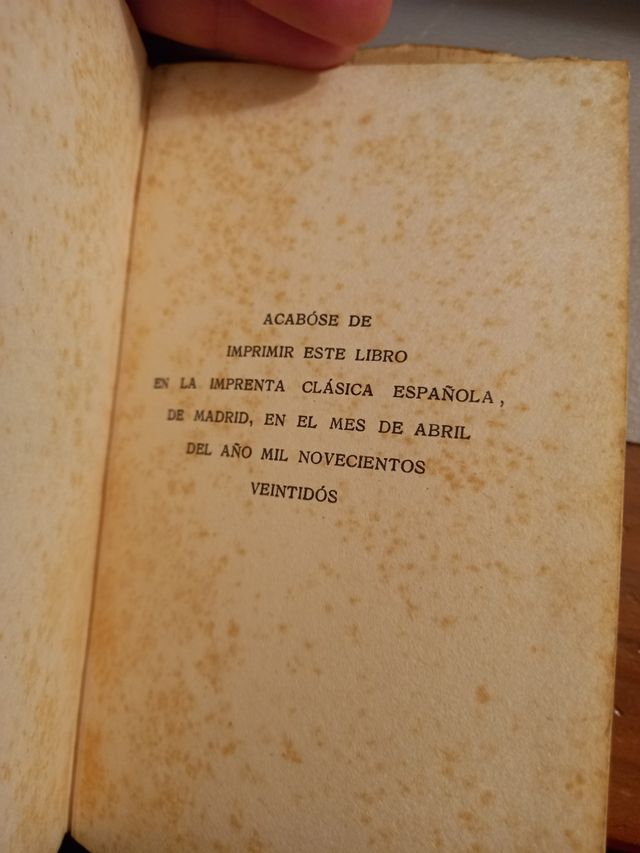 ACABÓSE DE
IMPRIMIR ESTE LIBRO
EN LA IMPRENTA CLÁSICA ESPAÑOLA,
DE MADRID, EN EL MES DE ABRIL
DEL AÑO MIL NOVECIENTOS
VEINTIDÓS